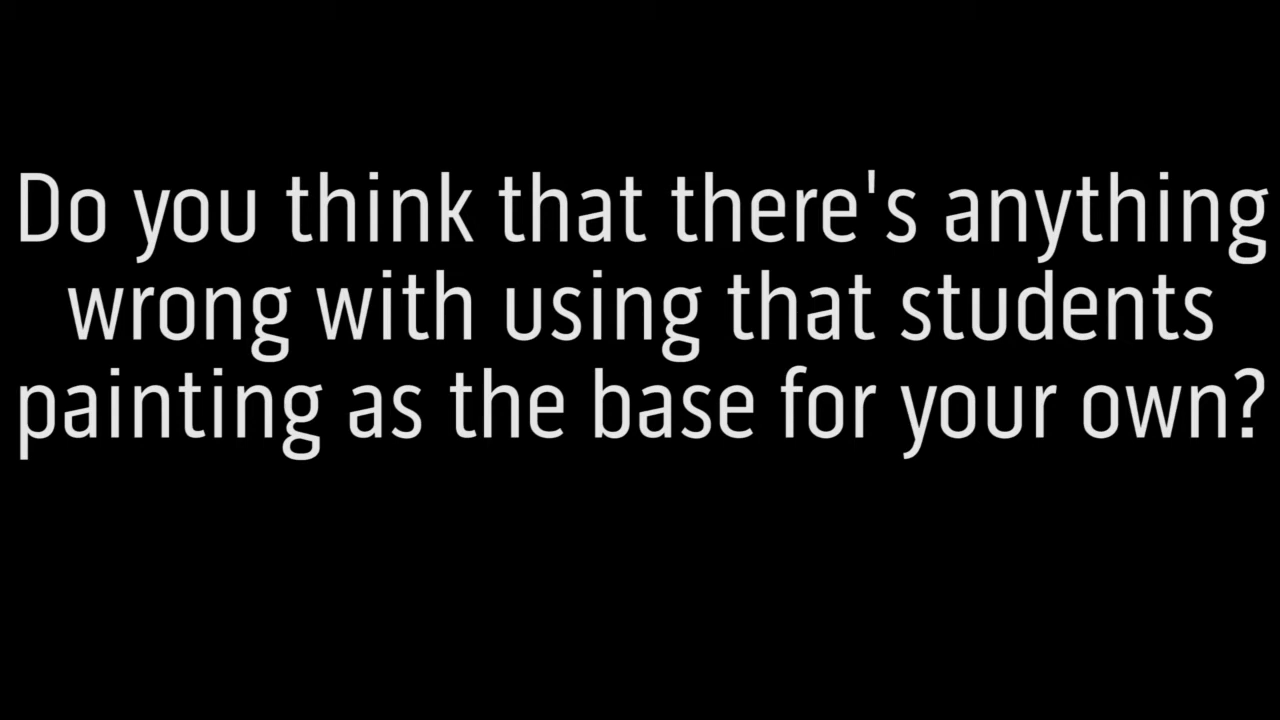 Do you think that there's anything
wrong with using that students
painting as the base for your own?